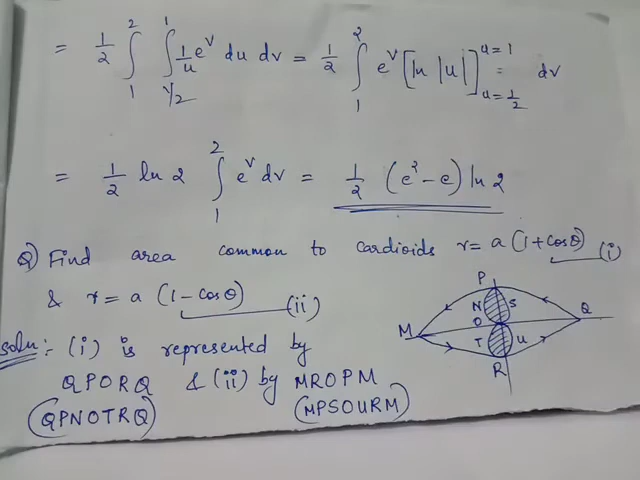 = 1/2 ∫₁² ∫_{1/2}^{1} 1/u e^v du dv = 1/2 ∫₁² e^v [ln |u|]_{u=1/2}^{u=1} dv
= 1/2 ln 2 ∫₁² e^v dv = 1/2 (e² - e) ln 2
Q) Find area common to cardioids r = a (1 + cosθ) (i)
& r = a (1 - cosθ) (ii)
P
N S
M O Q
T U
R
Soln:- (i) is represented by
QPORQ & (ii) by MROPM
(QPNOTRQ) (MPSOURM)